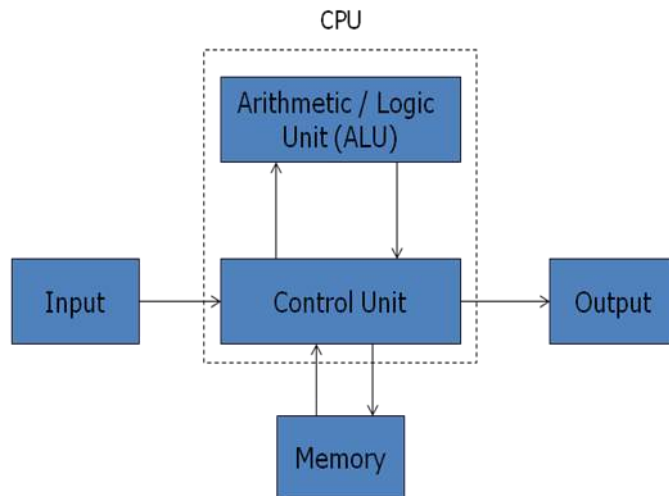 CPU
Arithmetic / Logic
Unit (ALU)
Input
Control Unit
Output
Memory